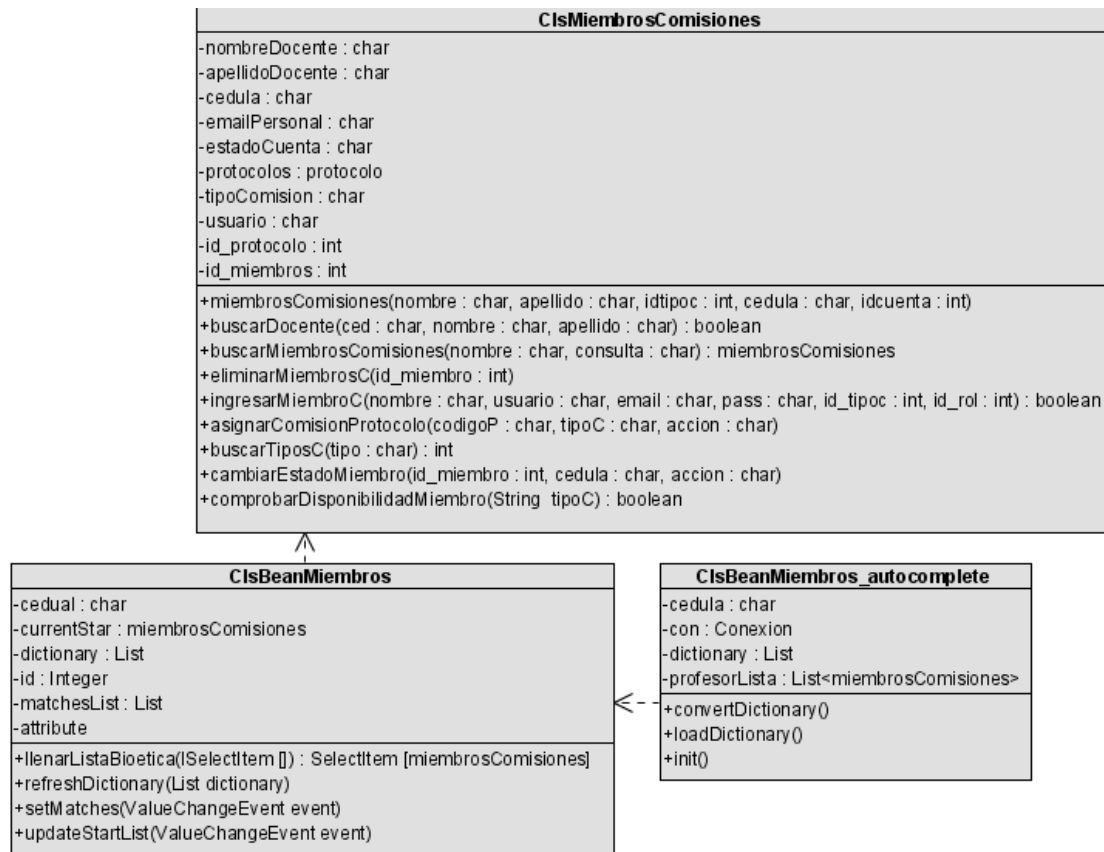 ClsMiembrosComisiones
-nombreDocente : char
-apellidoDocente : char
-cedula : char
-emailPersonal : char
-estadoCuenta : char
-protocolos : protocolo
-tipoComision : char
-usuario : char
-id_protocolo : int
-id_miembros : int
+miembrosComisiones(nombre : char, apellido : char, idtipoc : int, cedula : char, idcuenta : int)
+buscarDocente(ced : char, nombre : char, apellido : char) : boolean
+buscarMiembrosComisiones(nombre : char, consulta : char) : miembrosComisiones
+eliminarMiembrosC(id_miembro : int)
+ingresarMiembroC(nombre : char, usuario : char, email : char, pass : char, id_tipoc : int, id_rol : int) : boolean
+asignarComisionProtocolo(codigoP : char, tipoC : char, accion : char)
+buscarTiposC(tipo : char) : int
+cambiarEstadoMiembro(id_miembro : int, cedula : char, accion : char)
+comprobarDisponibilidadMiembro(String tipoC) : boolean
ClsBeanMiembros
-cedual : char
-currentStar : miembrosComisiones
-dictionary : List
-id : Integer
-matchesList : List
-attribute
+llenarListaBioetica(ISelectItem []) : SelectItem [miembrosComisiones]
+refreshDictionary(List dictionary)
+setMatches(ValueChangeEvent event)
+updateStartList(ValueChangeEvent event)
ClsBeanMiembros_autocomplete
-cedula : char
-con : Conexion
-dictionary : List
-profesorLista : List<miembrosComisiones>
+convertDictionary()
+loadDictionary()
+init()